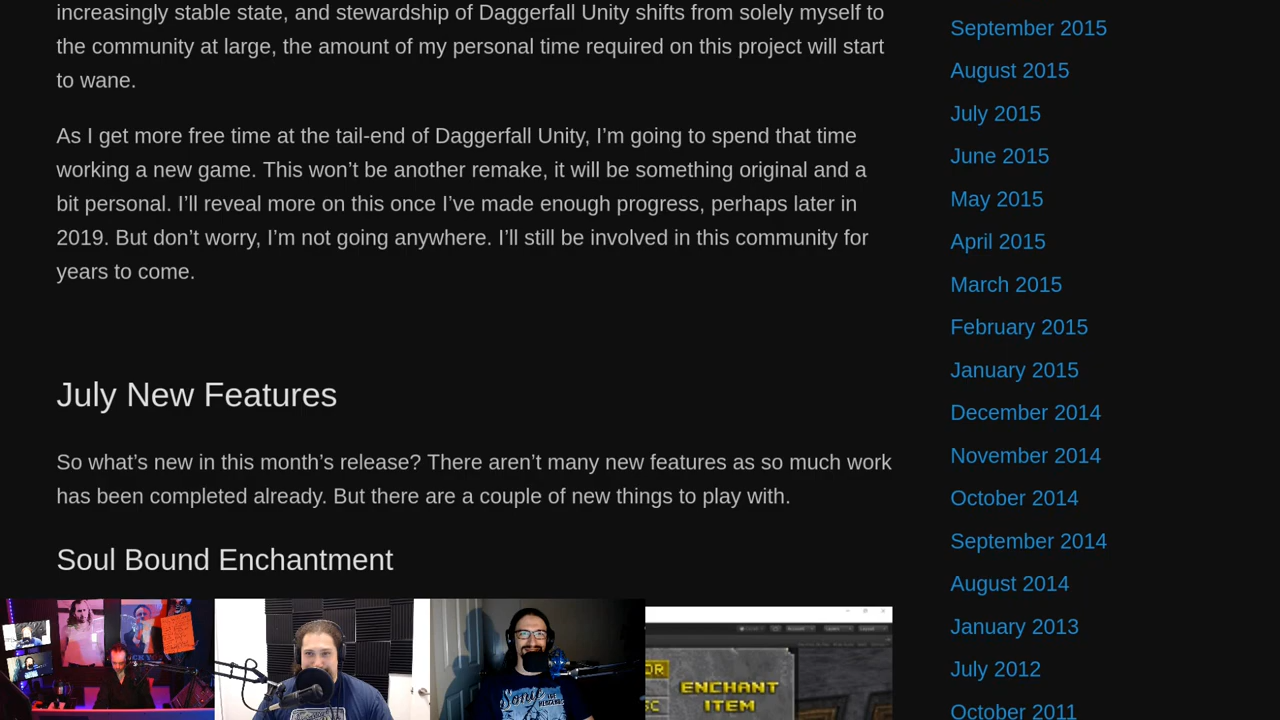 increasingly stable state, and stewardship of Daggerfall Unity shifts from solely myself to
the community at large, the amount of my personal time required on this project will start
to wane.
As I get more free time at the tail-end of Daggerfall Unity, I’m going to spend that time
working a new game. This won’t be another remake, it will be something original and a
bit personal. I’ll reveal more on this once I’ve made enough progress, perhaps later in
2019. But don’t worry, I’m not going anywhere. I’ll still be involved in this community for
years to come.
July New Features
So what’s new in this month’s release? There aren’t many new features as so much work
has been completed already. But there are a couple of new things to play with.
Soul Bound Enchantment
ENCHANT
ITEM
September 2015
August 2015
July 2015
June 2015
May 2015
April 2015
March 2015
February 2015
January 2015
December 2014
November 2014
October 2014
September 2014
August 2014
January 2013
July 2012
October 2011